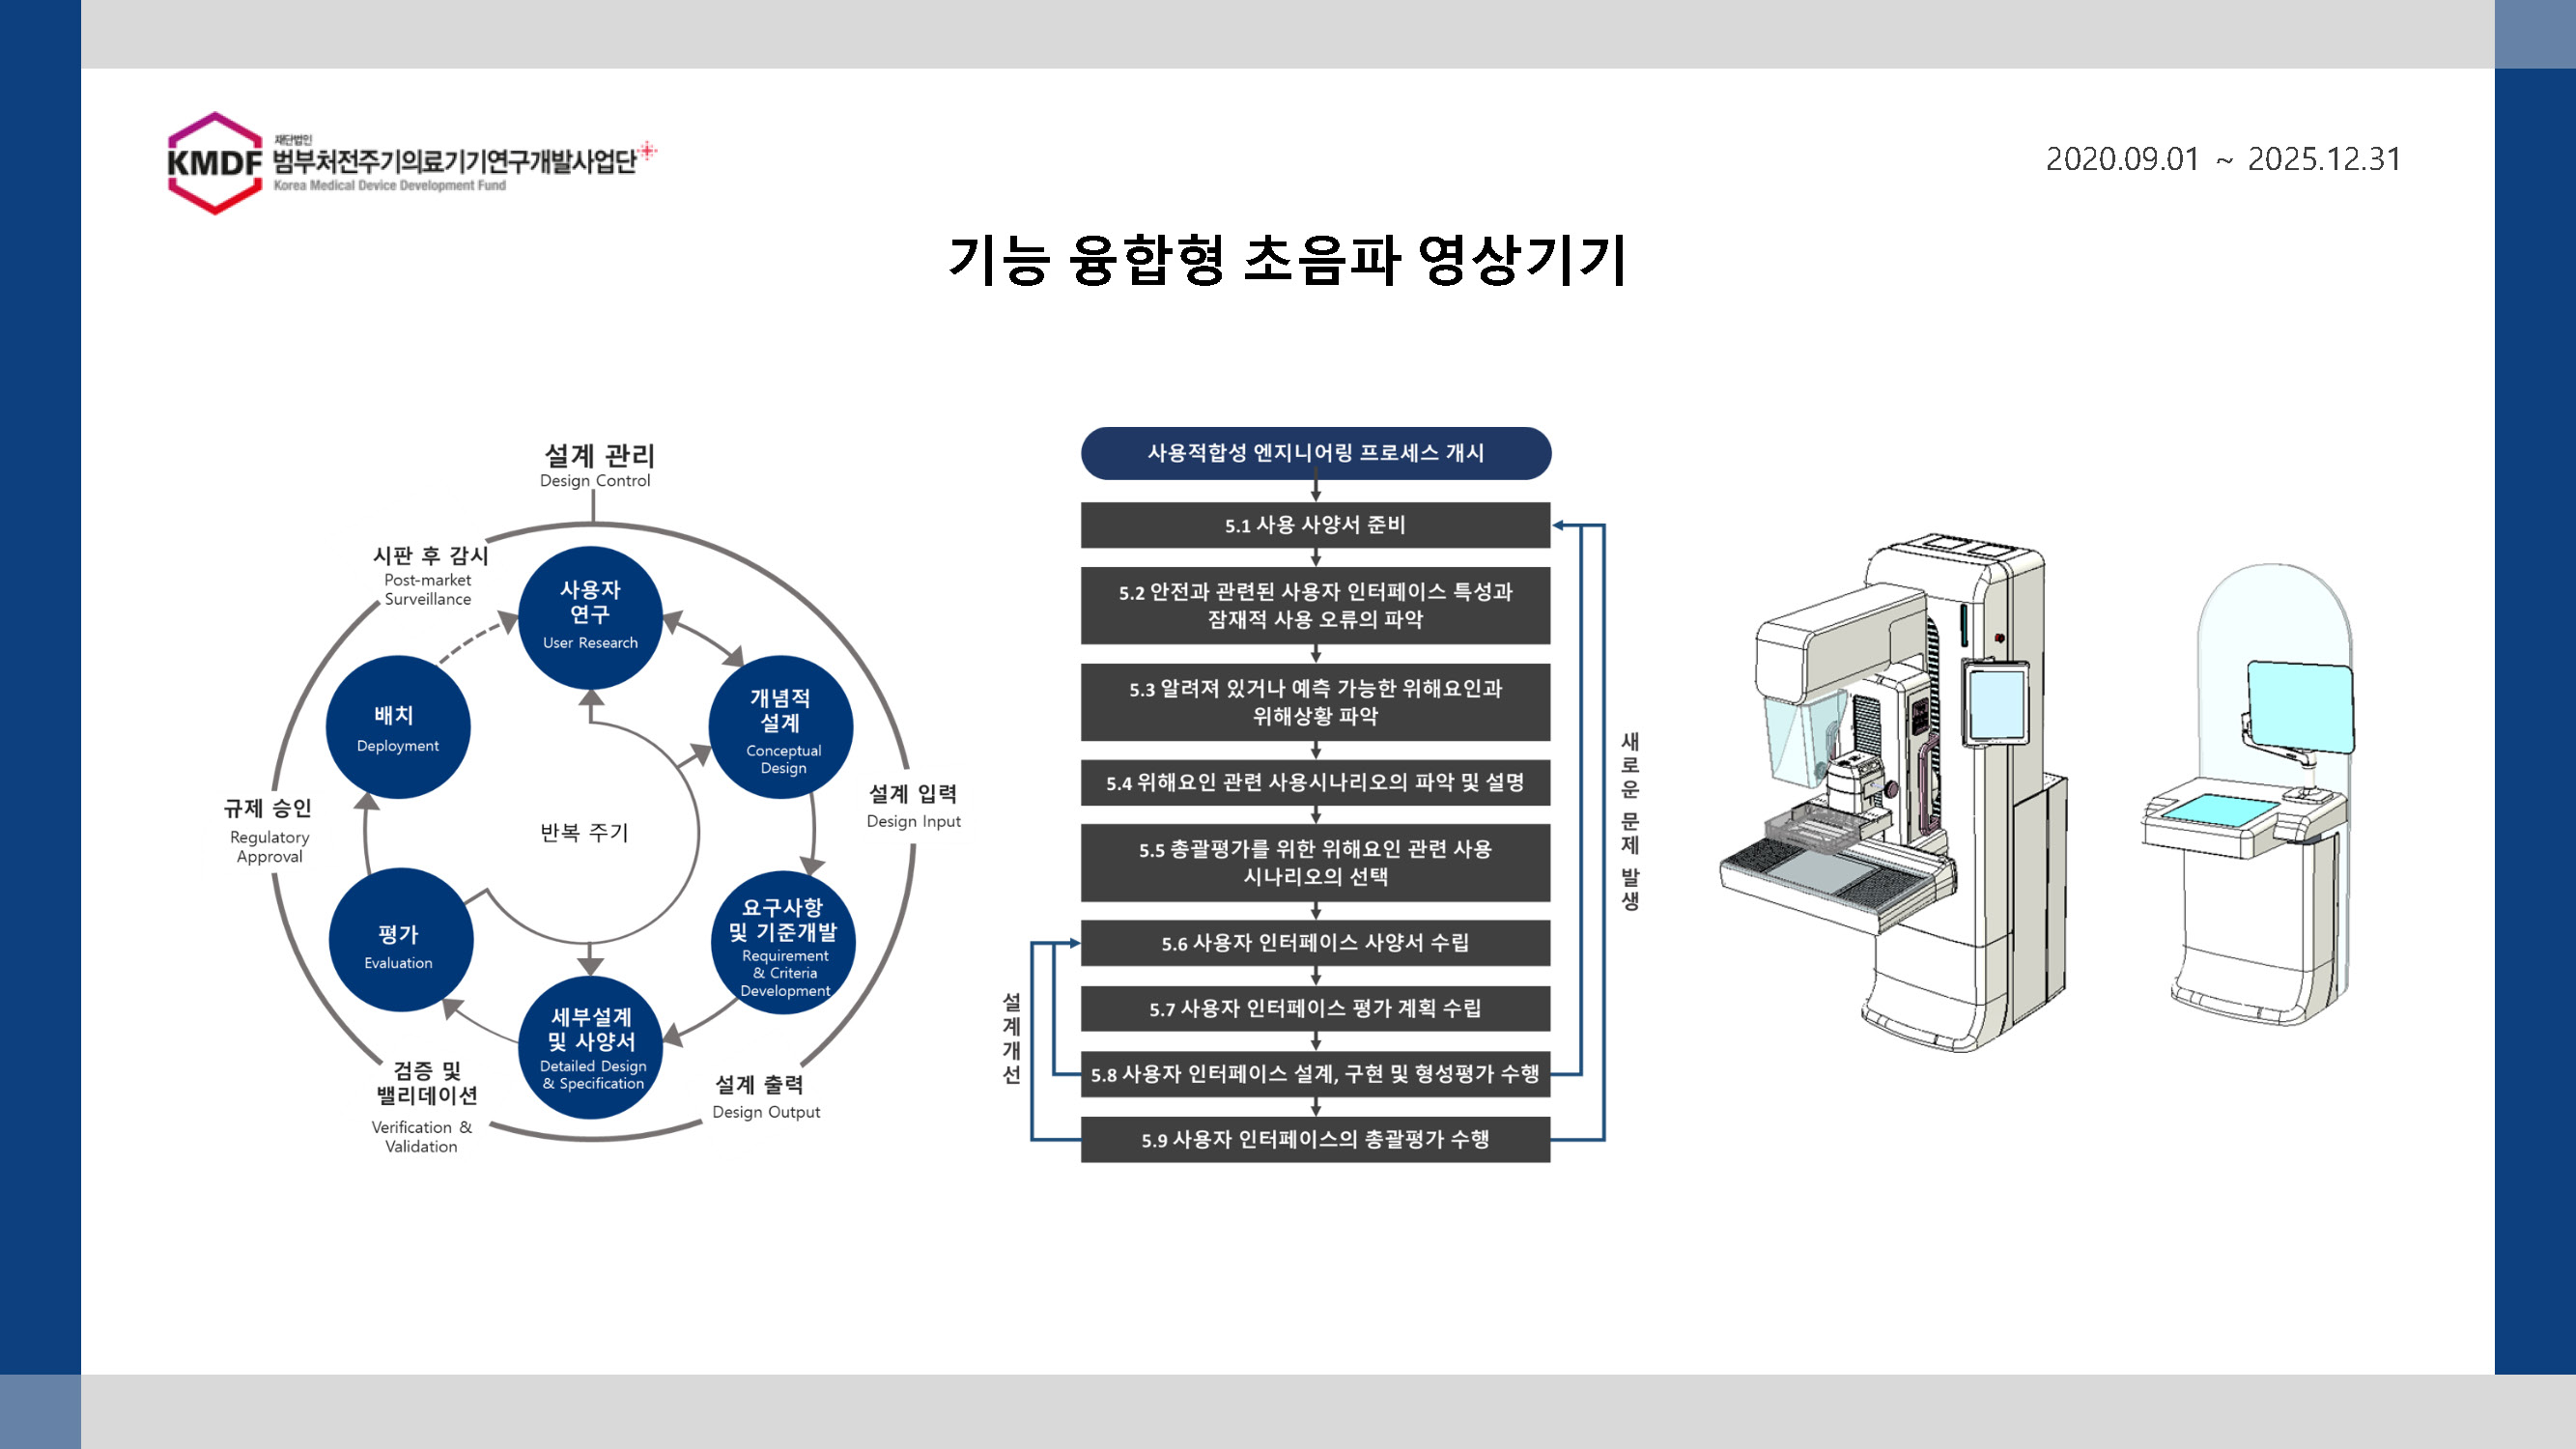 재단법인
KMDF 범부처전주기의료기기연구개발사업단
Korea Medical Device Development Fund
2020.09.01 ~ 2025.12.31
기능 융합형 초음파 영상기기
설계 관리
Design Control
시판 후 감시
Post-market
Surveillance
사용자
연구
User Research
개념적
설계
Conceptual
Design
배치
Deployment
반복 주기
설계 입력
Design Input
규제 승인
Regulatory
Approval
요구사항
및 기준개발
Requirement
& Criteria
Development
평가
Evaluation
세부설계
및 사양서
Detailed Design
& Specification
검증 및
밸리데이션
Verification &
Validation
설계 출력
Design Output
사용적합성 엔지니어링 프로세스 개시
5.1 사용 사양서 준비
5.2 안전과 관련된 사용자 인터페이스 특성과
잠재적 사용 오류의 파악
5.3 알려져 있거나 예측 가능한 위해요인과
위해상황 파악
5.4 위해요인 관련 사용시나리오의 파악 및 설명
5.5 총괄평가를 위한 위해요인 관련 사용
시나리오의 선택
5.6 사용자 인터페이스 사양서 수립
5.7 사용자 인터페이스 평가 계획 수립
5.8 사용자 인터페이스 설계, 구현 및 형성평가 수행
5.9 사용자 인터페이스의 총괄평가 수행
설계개선
새로운 문제 발생